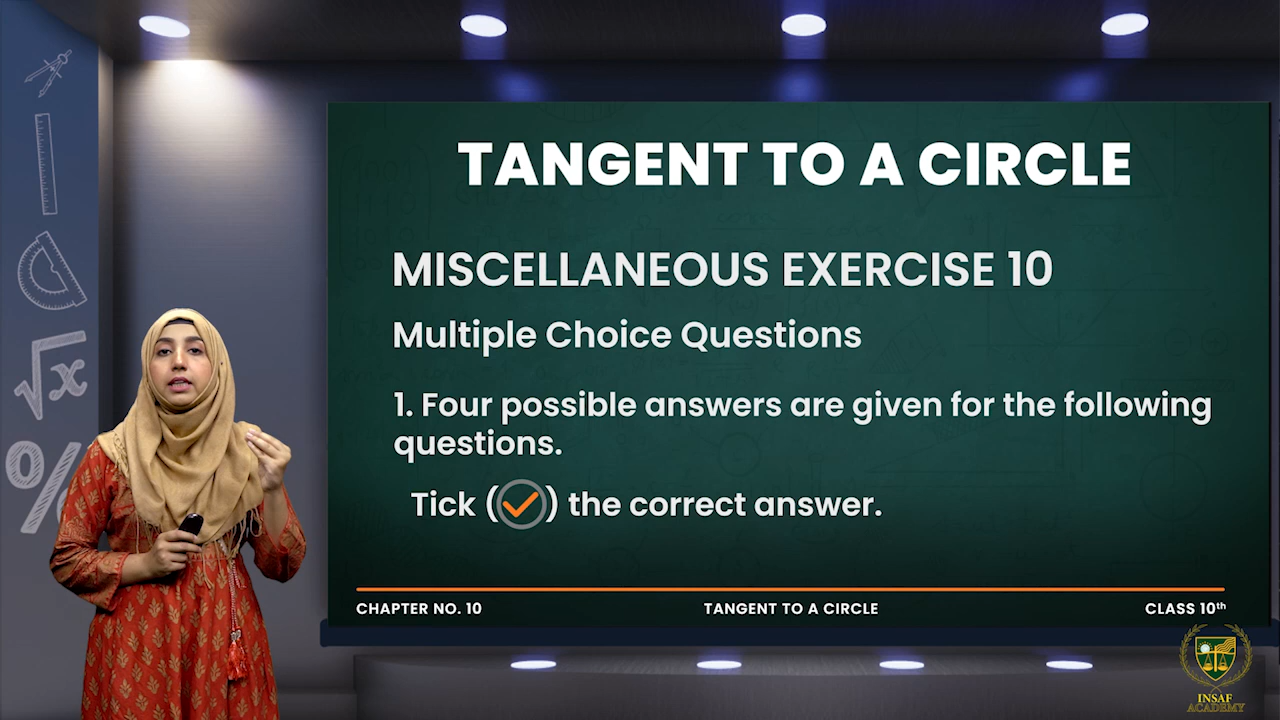 TANGENT TO A CIRCLE
MISCELLANEOUS EXERCISE 10
Multiple Choice Questions
1. Four possible answers are given for the following
questions.
Tick (✓) the correct answer.
CHAPTER NO. 10
TANGENT TO A CIRCLE
CLASS 10th
√x
%
INSAF
ACADEMY